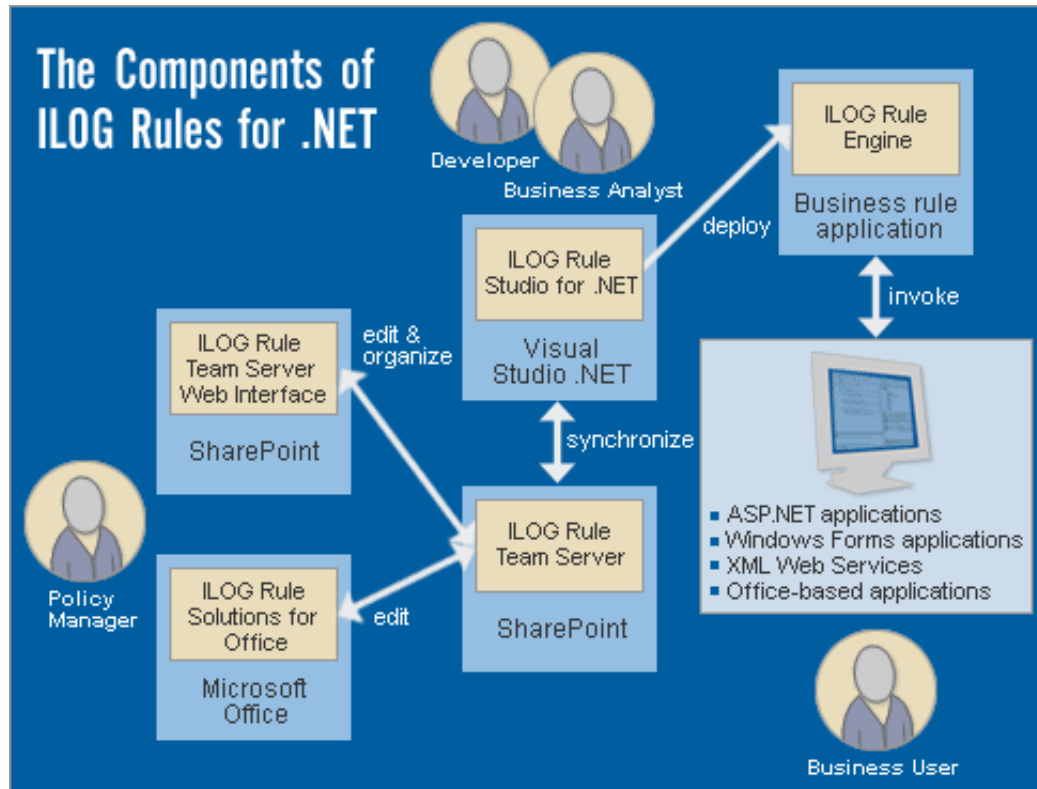 The Components of
ILOG Rules for .NET
Developer
Business Analyst
ILOG Rule
Engine
Business rule
application
deploy
invoke
ILOG Rule
Studio for .NET
Visual
Studio .NET
edit &
organize
ILOG Rule
Team Server
Web Interface
SharePoint
synchronize
ILOG Rule
Team Server
SharePoint
Policy
Manager
ILOG Rule
Solutions for
Office
Microsoft
Office
edit
ASP.NET applications
Windows Forms applications
XML Web Services
Office-based applications
Business User